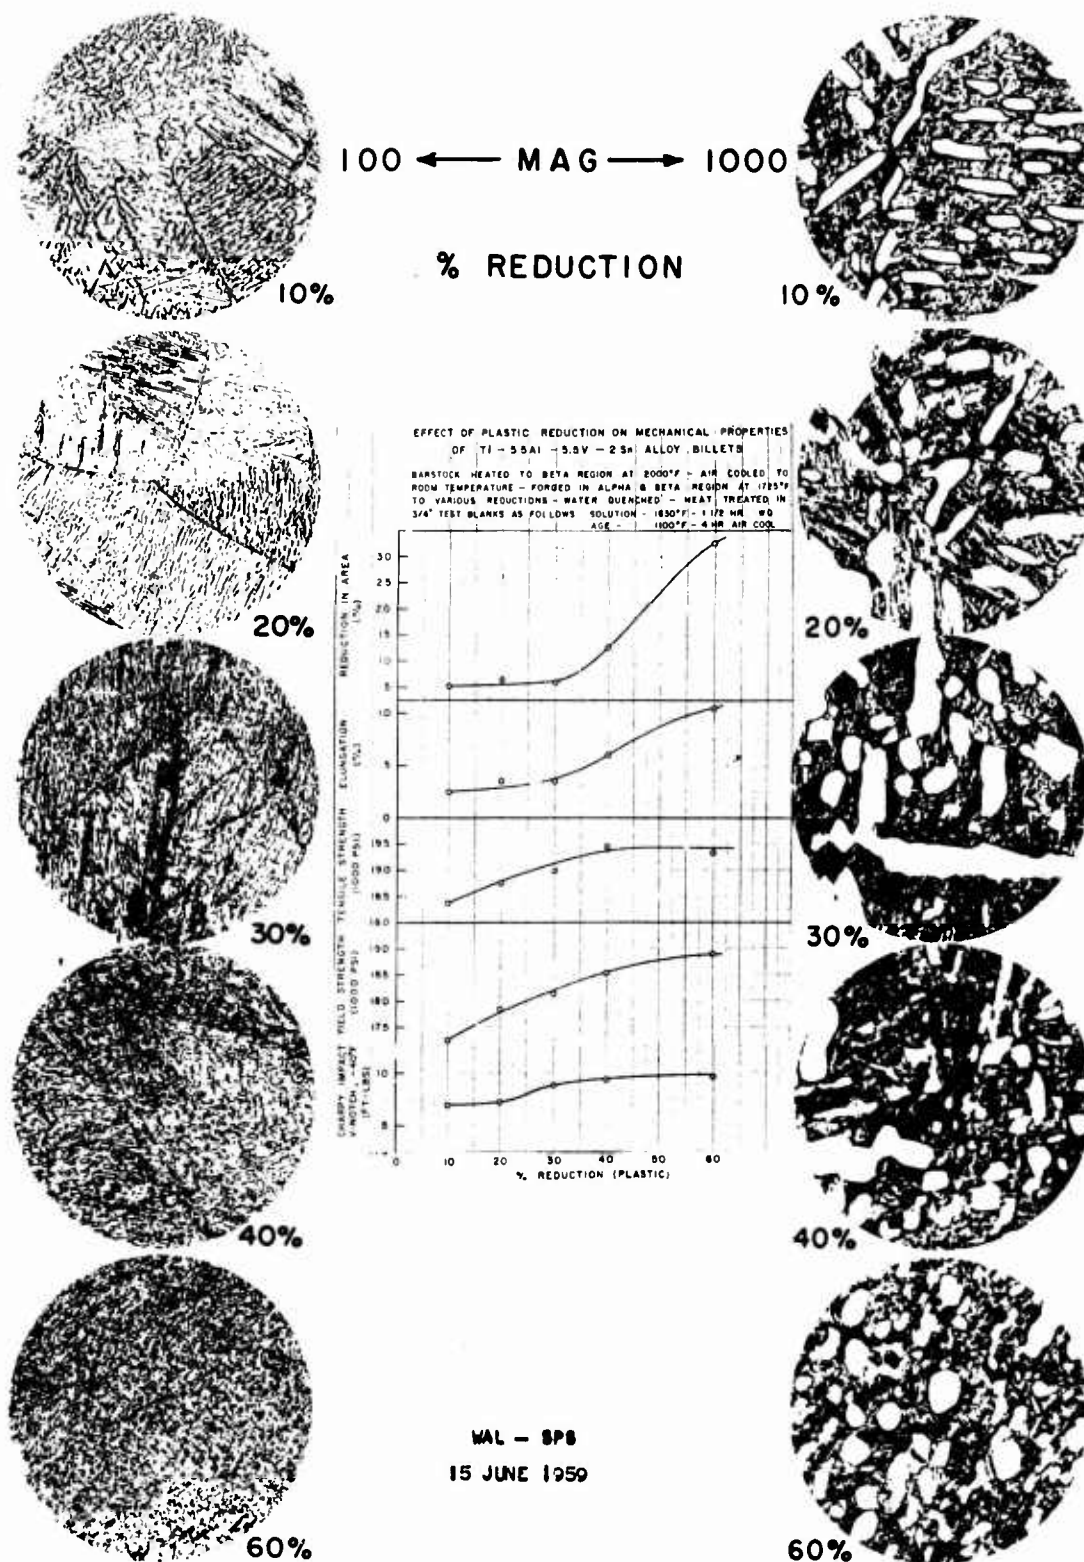 100 ← MAG → 1000
% REDUCTION
10%
10%
20%
20%
EFFECT OF PLASTIC REDUCTION ON MECHANICAL PROPERTIES
OF Ti - 5.5Al - 5.5V - 2 Sn ALLOY BILLETS
BARSTOCK HEATED TO BETA REGION AT 2000°F - AIR COOLED TO
ROOM TEMPERATURE - FORGED IN ALPHA & BETA REGION AT 1725°F
TO VARIOUS REDUCTIONS - WATER QUENCHED - HEAT TREATED IN
3/4" TEST BLANKS AS FOLLOWS SOLUTION - 1630°F - 1 1/2 HR WQ
AGE - 1100°F - 4 HR AIR COOL
REDUCTION IN AREA
(%)
30
25
20
15
10
5
ELONGATION
(%)
10
5
0
TENSILE STRENGTH
(1000 PSI)
195
190
185
180
YIELD STRENGTH
(1000 PSI)
190
185
180
175
CHARPY IMPACT
V-NOTCH, -40°F
(FT-LBS)
10
5
0 10 20 30 40 50 60
% REDUCTION (PLASTIC)
30%
30%
40%
40%
WAL - SPS
15 JUNE 1959
60%
60%